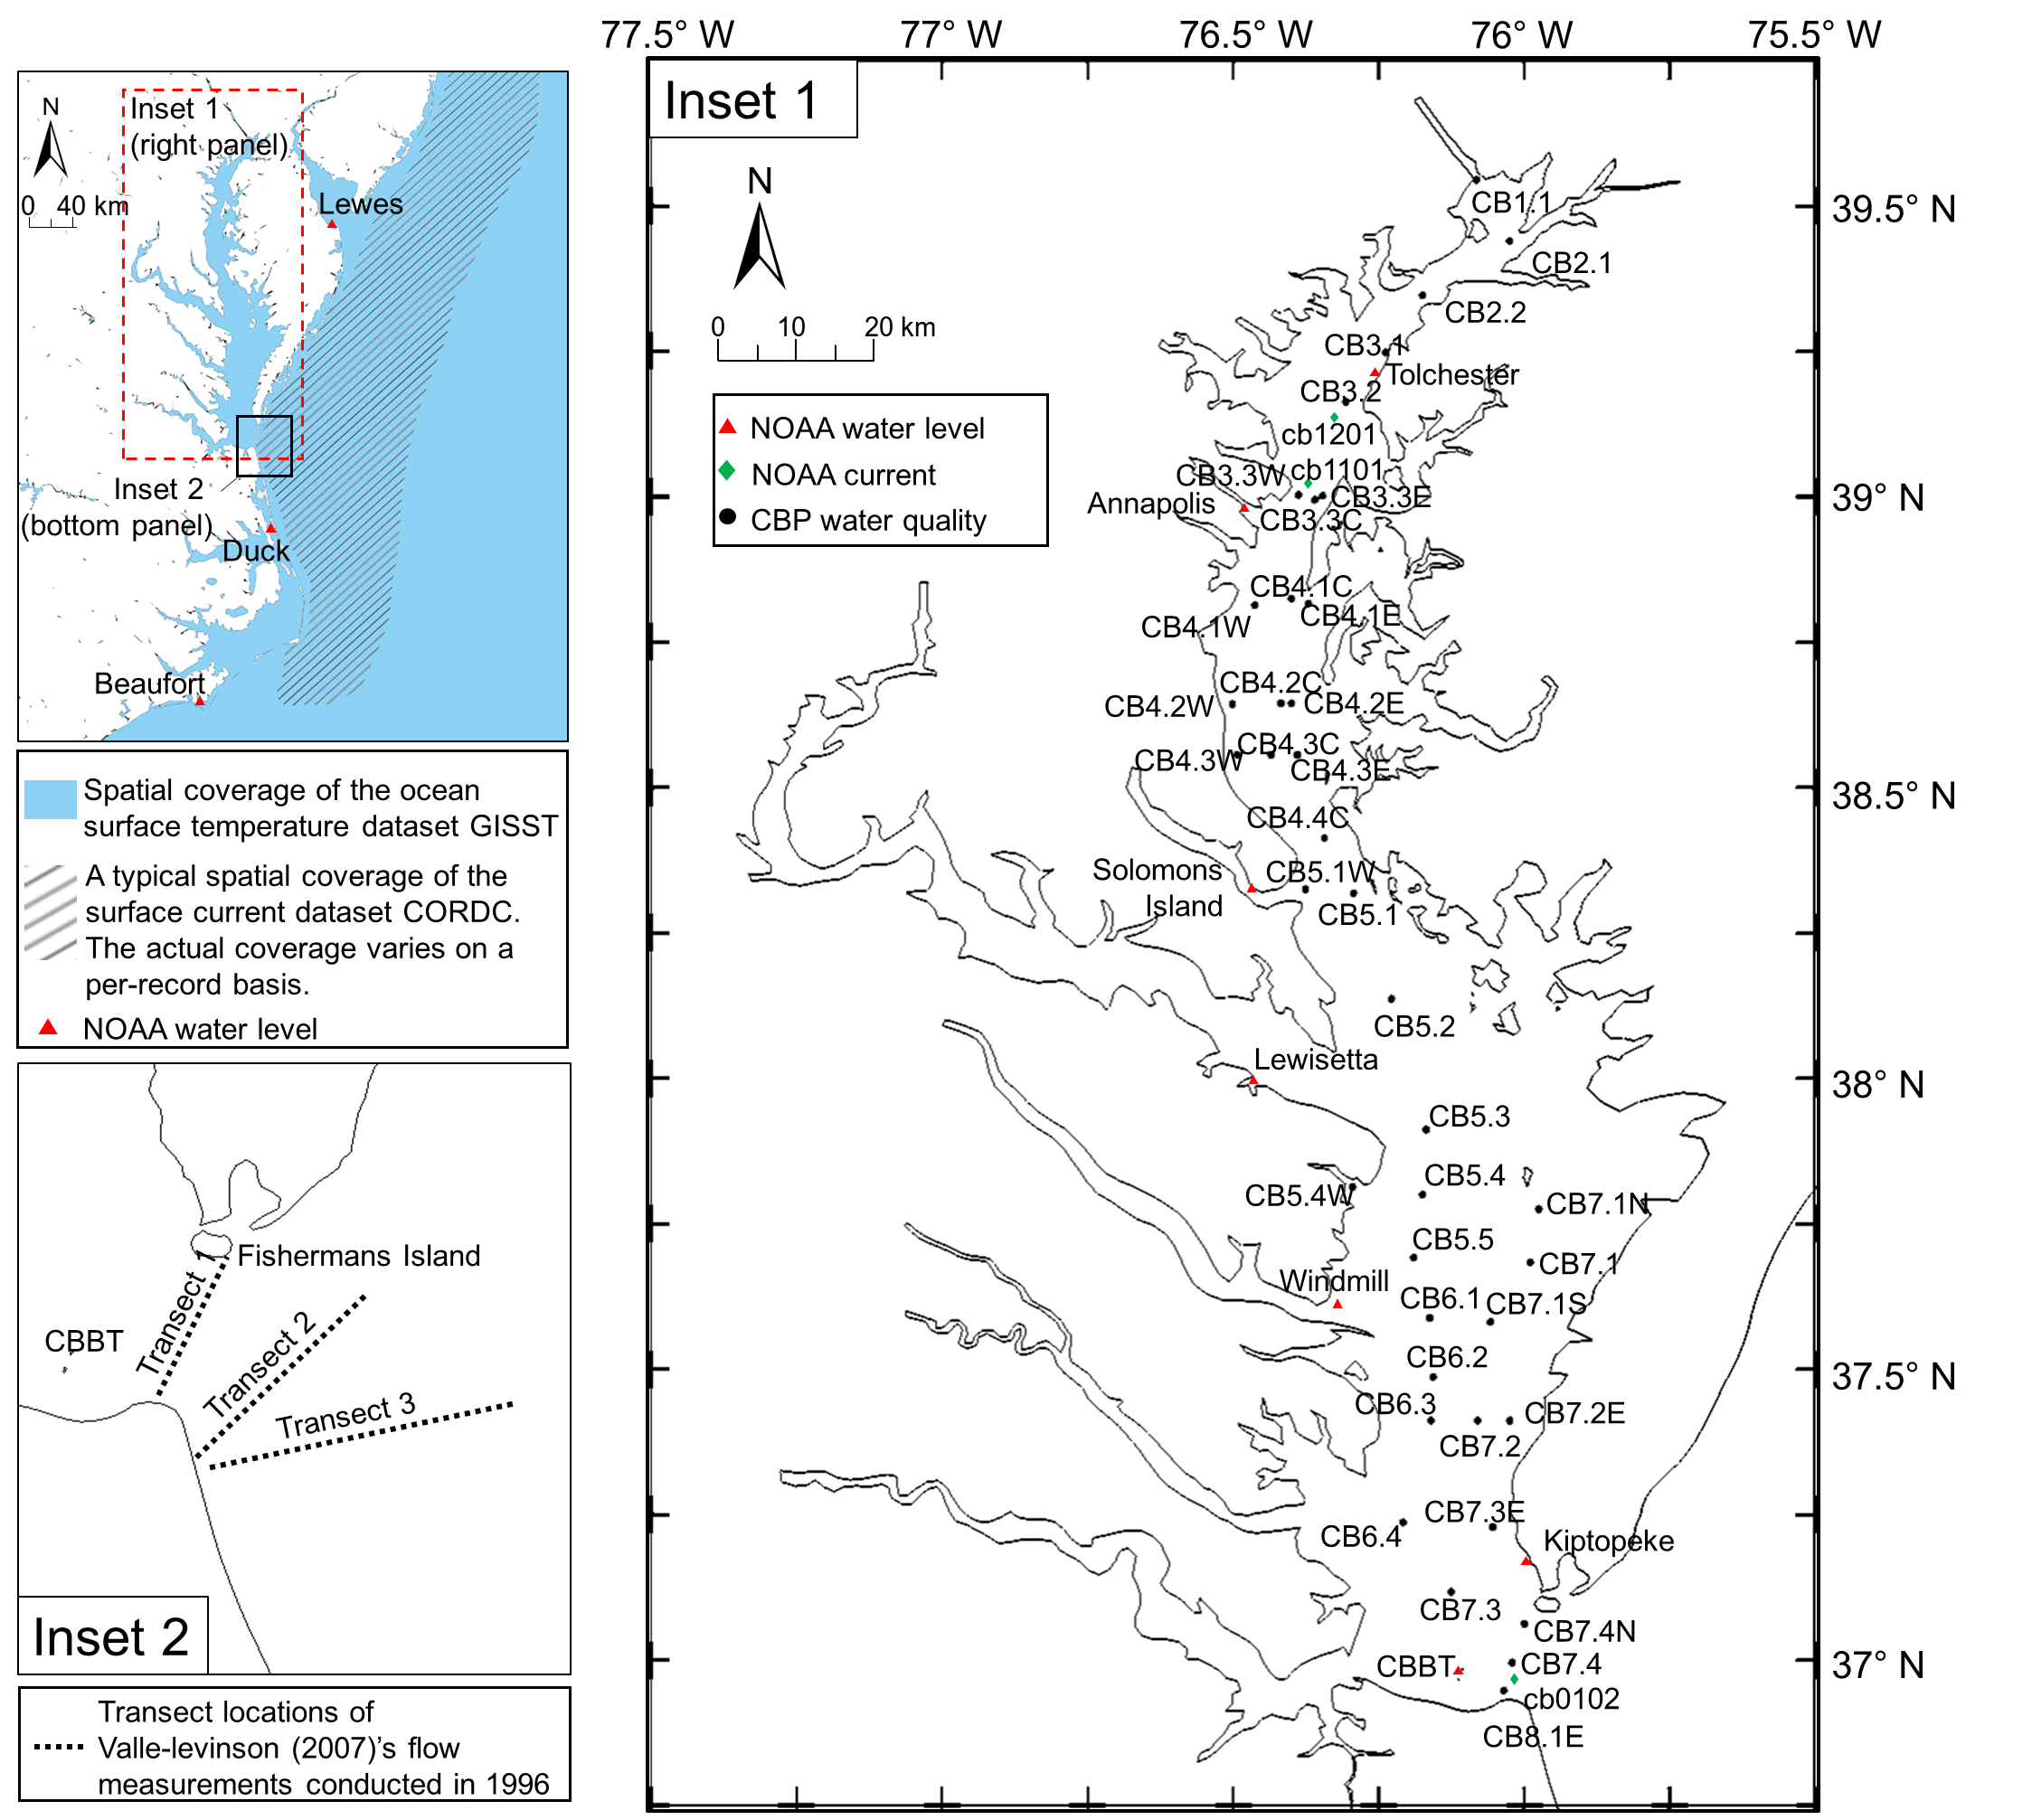 77.5° W
77° W
76.5° W
76° W
75.5° W
Inset 1
(right panel)
N
0 40 km
Lewes
Inset 2
(bottom panel)
Duck
Beaufort
Spatial coverage of the ocean
surface temperature dataset GISST
A typical spatial coverage of the
surface current dataset CORDC.
The actual coverage varies on a
per-record basis.
NOAA water level
Fishermans Island
Transect 1
Transect 2
Transect 3
CBBT
Inset 2
Transect locations of
Valle-levinson (2007)'s flow
measurements conducted in 1996
Inset 1
N
0 10 20 km
NOAA water level
NOAA current
CBP water quality
CB1.1
39.5° N
CB2.1
CB2.2
CB3.1
Tolchester
CB3.2
cb1201
cb1101
CB3.3W
CB3.3E
39° N
Annapolis
CB3.3C
CB4.1C
CB4.1E
CB4.1W
CB4.2C
CB4.2W
CB4.2E
CB4.3C
CB4.3W
CB4.3E
38.5° N
CB4.4C
Solomons
Island
CB5.1W
CB5.1
CB5.2
Lewisetta
38° N
CB5.3
CB5.4
CB5.4W
CB7.1N
CB5.5
CB7.1
Windmill
CB6.1
CB7.1S
CB6.2
37.5° N
CB6.3
CB7.2E
CB7.2
CB7.3E
CB6.4
Kiptopeke
CB7.3
CB7.4N
CBBT
CB7.4
37° N
cb0102
CB8.1E